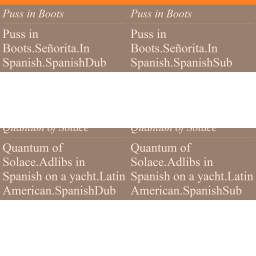 Puss in Boots Puss in Boots
Puss in Puss in
Boots.Señorita.In Boots.Señorita.In
Spanish.SpanishDub Spanish.SpanishSub
Quantum of Solace Quantum of Solace
Quantum of Quantum of
Solace.Adlibs in Solace.Adlibs in
Spanish on a yacht.Latin Spanish on a yacht.Latin
American.SpanishDub American.SpanishSub